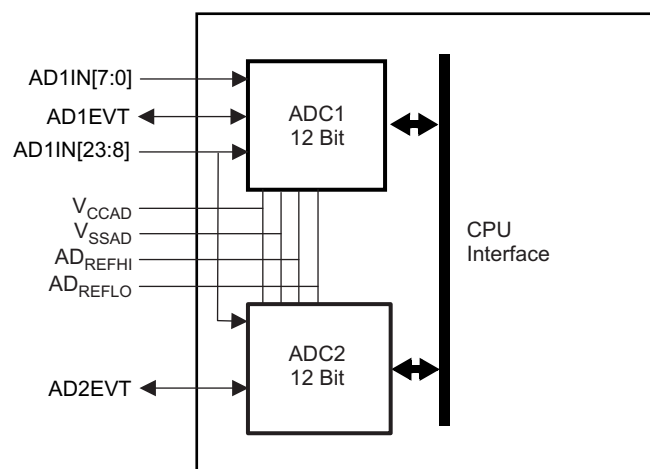 AD1IN[7:0]
AD1EVT
AD1IN[23:8]
VCCAD
VSSAD
ADREFHI
ADREFLO
AD2EVT
ADC1
12 Bit
ADC2
12 Bit
CPU
Interface